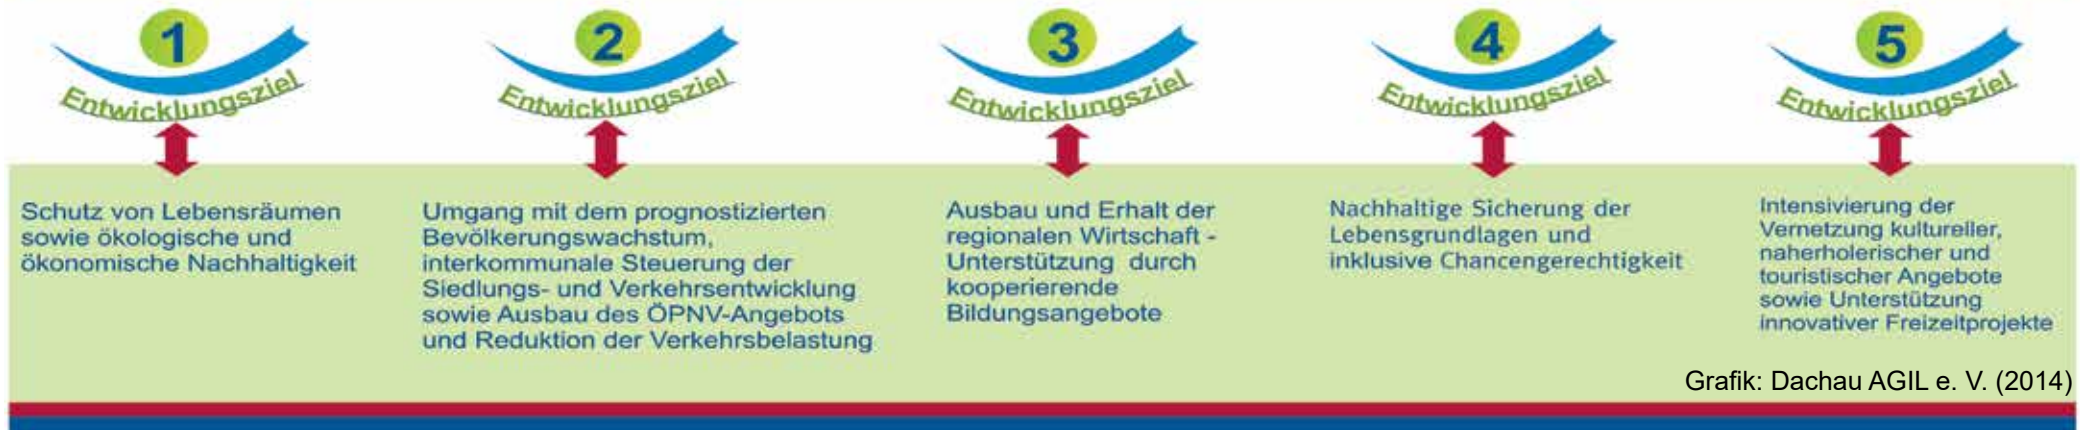 1
Entwicklungsziel
Schutz von Lebensräumen
sowie ökologische und
ökonomische Nachhaltigkeit
2
Entwicklungsziel
Umgang mit dem prognostizierten
Bevölkerungswachstum,
interkommunale Steuerung der
Siedlungs- und Verkehrsentwicklung
sowie Ausbau des ÖPNV-Angebots
und Reduktion der Verkehrsbelastung
3
Entwicklungsziel
Ausbau und Erhalt der
regionalen Wirtschaft -
Unterstützung durch
kooperierende
Bildungsangebote
4
Entwicklungsziel
Nachhaltige Sicherung der
Lebensgrundlagen und
inklusive Chancengerechtigkeit
5
Entwicklungsziel
Intensivierung der
Vernetzung kultureller,
naherholerischer und
touristischer Angebote
sowie Unterstützung
innovativer Freizeitprojekte
Grafik: Dachau AGIL e. V. (2014)